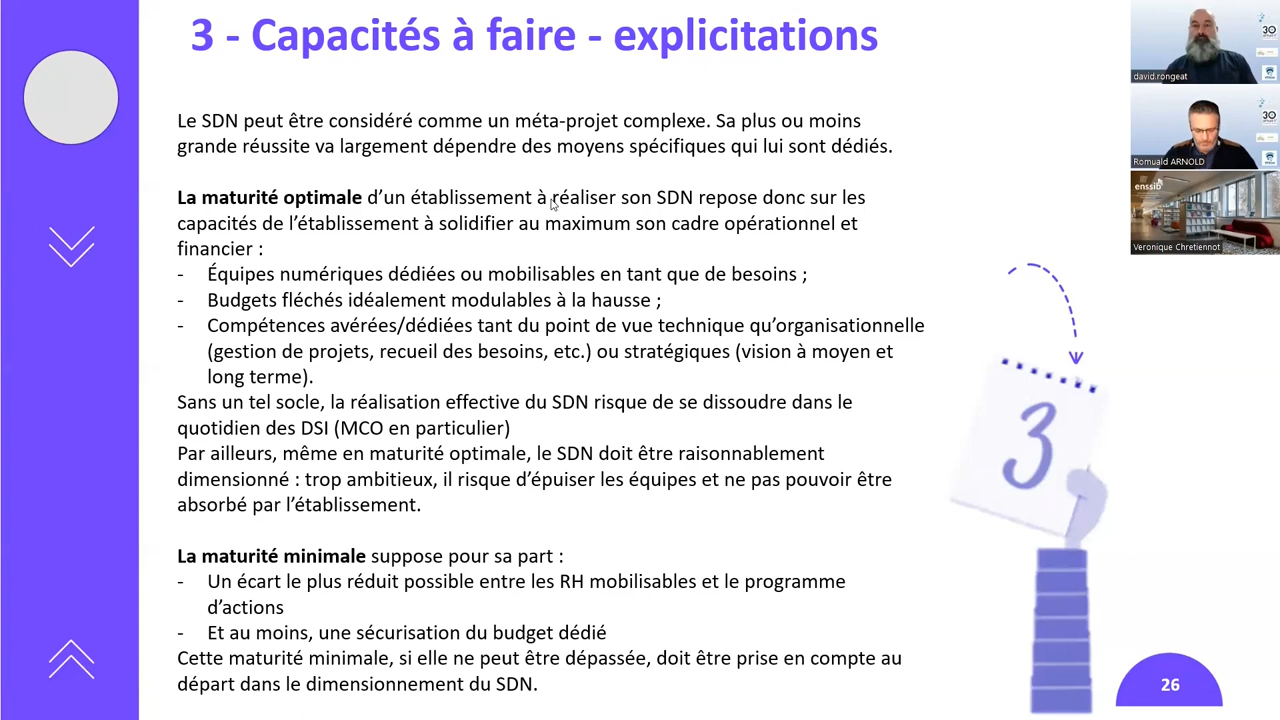 3 - Capacités à faire - explicitations
Le SDN peut être considéré comme un méta-projet complexe. Sa plus ou moins
grande réussite va largement dépendre des moyens spécifiques qui lui sont dédiés.
La maturité optimale d’un établissement à réaliser son SDN repose donc sur les
capacités de l’établissement à solidifier au maximum son cadre opérationnel et
financier :
- Équipes numériques dédiées ou mobilisables en tant que de besoins ;
- Budgets fléchés idéalement modulables à la hausse ;
- Compétences avérées/dédiées tant du point de vue technique qu’organisationnelle
(gestion de projets, recueil des besoins, etc.) ou stratégiques (vision à moyen et
long terme).
Sans un tel socle, la réalisation effective du SDN risque de se dissoudre dans le
quotidien des DSI (MCO en particulier)
Par ailleurs, même en maturité optimale, le SDN doit être raisonnablement
dimensionné : trop ambitieux, il risque d’épuiser les équipes et ne pas pouvoir être
absorbé par l’établissement.
La maturité minimale suppose pour sa part :
- Un écart le plus réduit possible entre les RH mobilisables et le programme
d’actions
- Et au moins, une sécurisation du budget dédié
Cette maturité minimale, si elle ne peut être dépassée, doit être prise en compte au
départ dans le dimensionnement du SDN.
3
26
30
david.rongeat
30
Romuald ARNOLD
enssib
Veronique Chretiennot